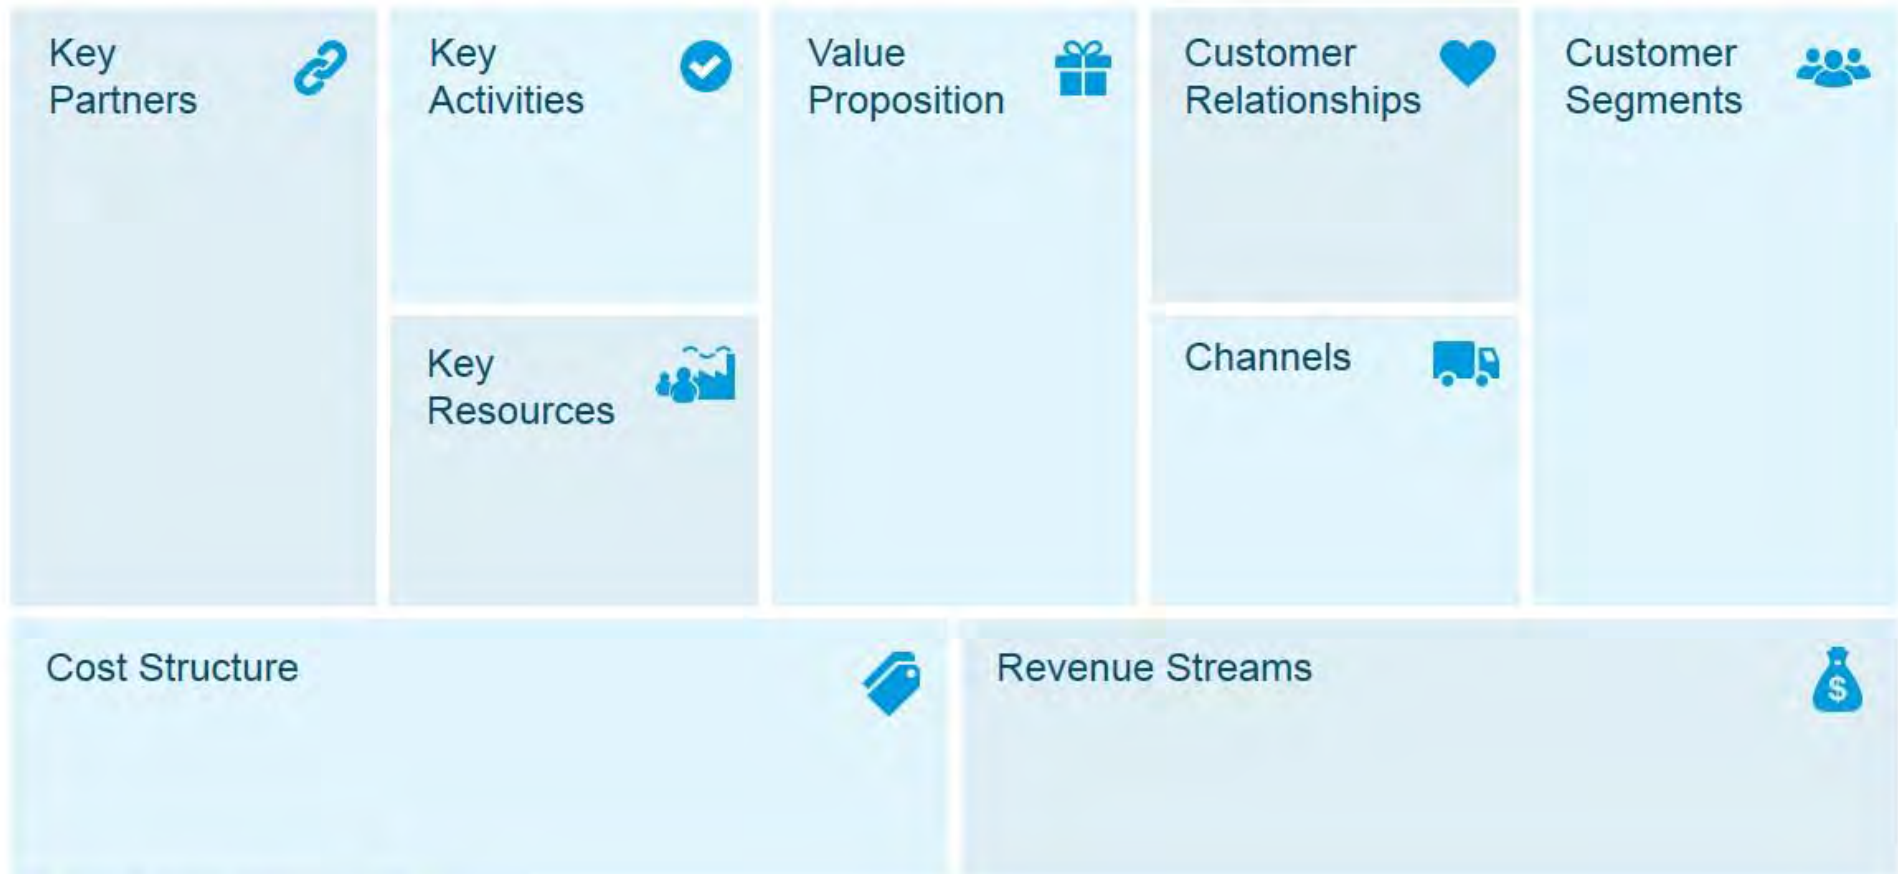 Key
Partners
Key
Activities
Value
Proposition
Customer
Relationships
Customer
Segments
Key
Resources
Channels
Cost Structure
Revenue Streams
$